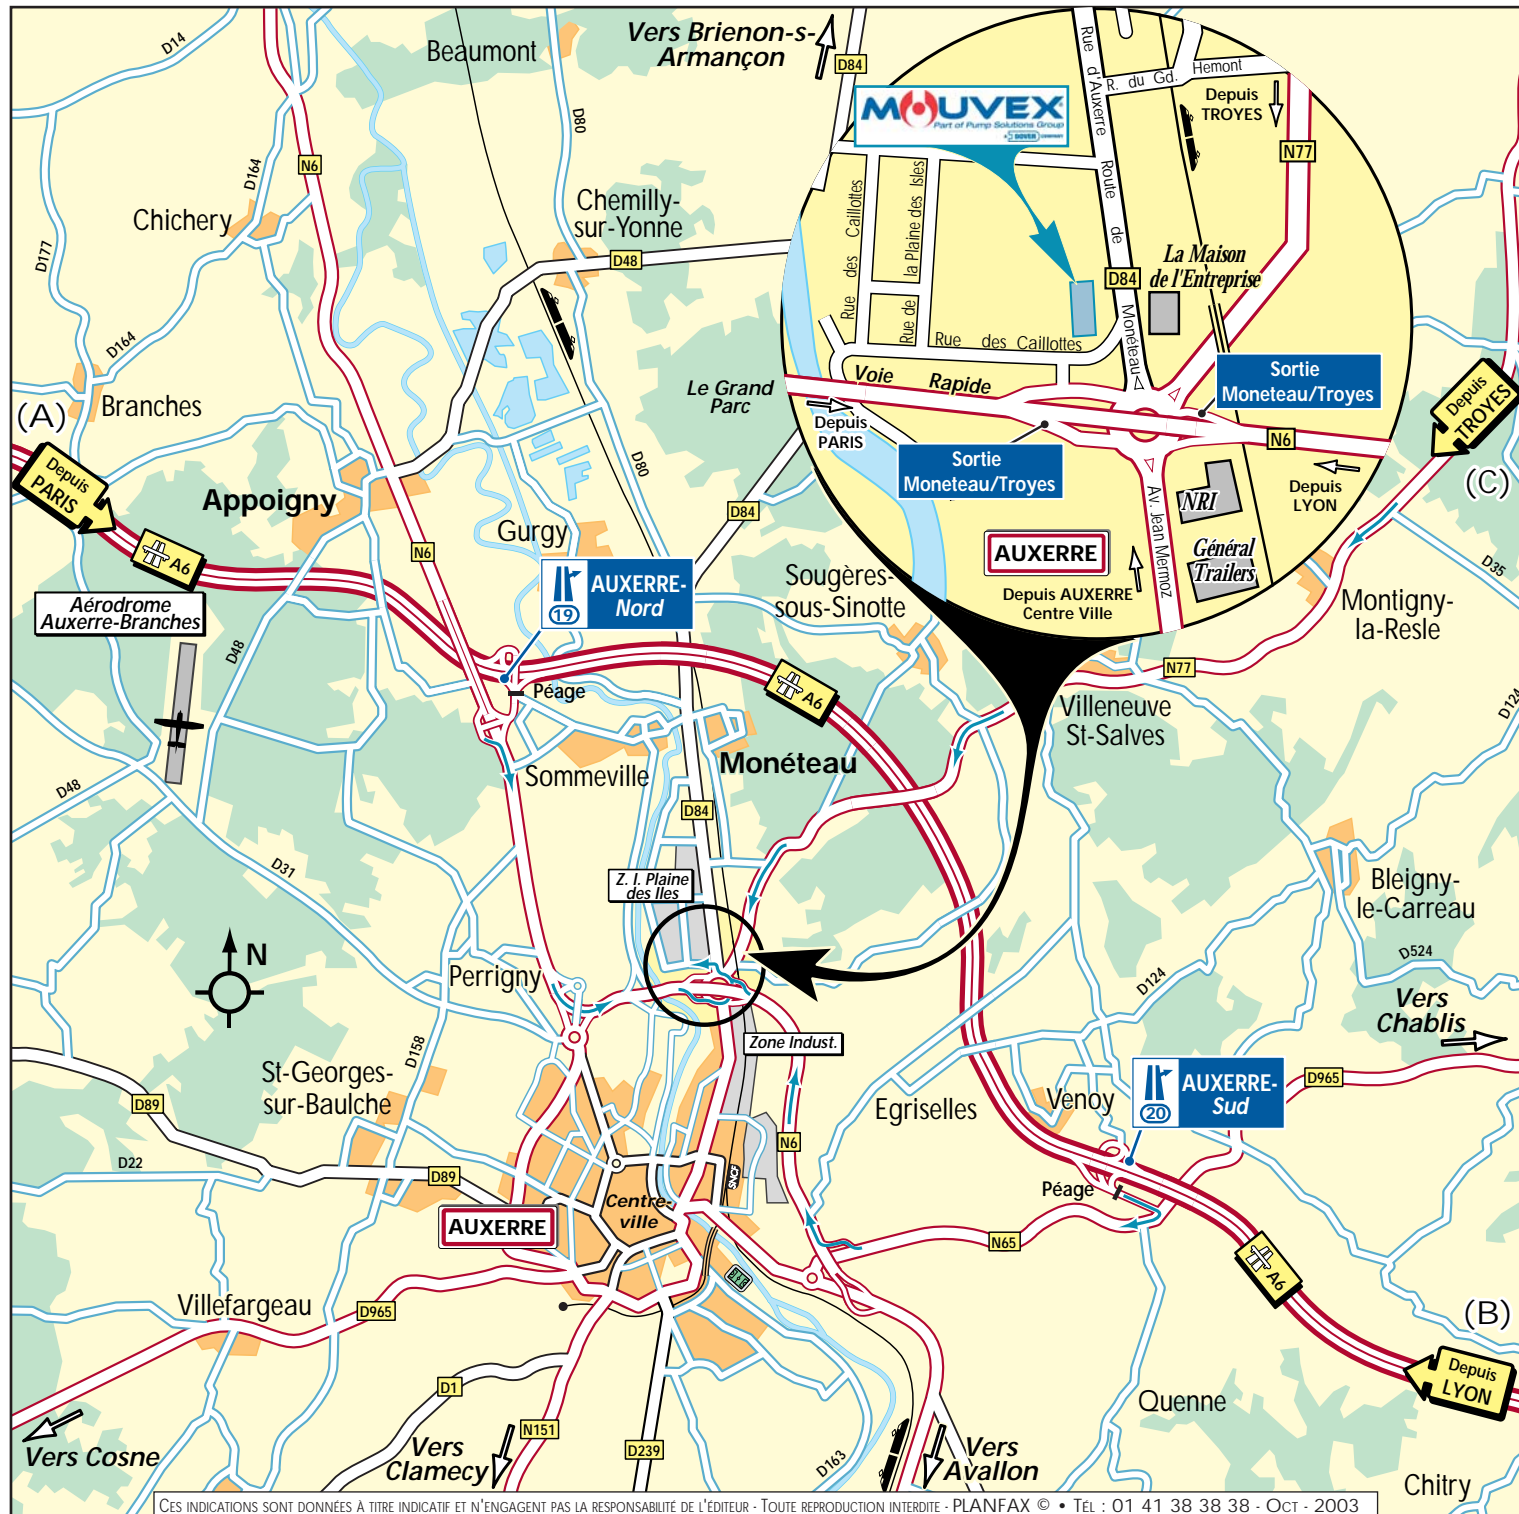 Vers Brienon-s-
Armançon
D84
Beaumont
D14
D80
D164
N6
Chichery
D177
Chemilly-
sur-Yonne
D48
D164
Branches
(A)
Depuis
PARIS
A6
Appoigny
N6
Gurgy
D80
D84
Le Grand
Parc
MOUVEX
Part of Pump Solutions Group
Rue d'Auxerre
R. du Gd. Hemont
Depuis
TROYES
N77
Rue des Caillottes
Rue de la Plaine des Isles
Route de Monéteau
D84
La Maison
de l'Entreprise
Rue des Caillottes
Voie Rapide
Depuis
PARIS
Sortie
Moneteau/Troyes
Sortie
Moneteau/Troyes
N6
Depuis
LYON
NRI
Av. Jean Mermoz
Général
Trailers
AUXERRE
Depuis AUXERRE
Centre Ville
Depuis
TROYES
(C)
D35
Montigny-
la-Resle
Sougères-
sous-Sinotte
N77
Villeneuve
St-Salves
D124
Aérodrome
Auxerre-Branches
D48
AUXERRE-
Nord
19
Péage
A6
Sommeville
Monéteau
D84
D48
D31
Z. I. Plaine
des Iles
Bleigny-
le-Carreau
D524
D124
Vers
Chablis
N
Perrigny
Zone Indust.
D158
St-Georges-
sur-Baulche
D89
D22
D89
Egriselles
Venoy
AUXERRE-
Sud
20
D965
N6
SNCF
Centre-
ville
AUXERRE
Péage
N65
A6
Villefargeau
D965
(B)
Depuis
LYON
D1
N151
D239
D163
Quenne
Chitry
Vers Cosne
Vers
Clamecy
Vers
Avallon
CES INDICATIONS SONT DONNÉES À TITRE INDICATIF ET N'ENGAGENT PAS LA RESPONSABILITÉ DE L'ÉDITEUR - TOUTE REPRODUCTION INTERDITE - PLANFAX © • TÉL : 01 41 38 38 38 - OCT - 2003